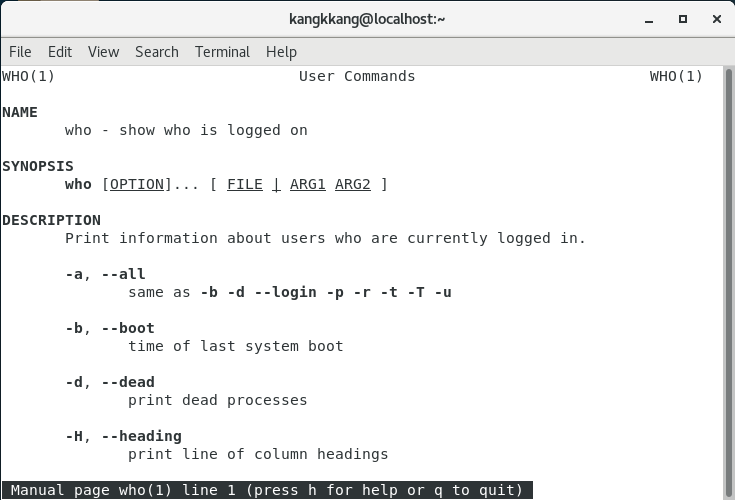 kangkkang@localhost:~
File Edit View Search Terminal Help
WHO(1) User Commands WHO(1)
NAME
who - show who is logged on
SYNOPSIS
who [OPTION]... [ FILE | ARG1 ARG2 ]
DESCRIPTION
Print information about users who are currently logged in.
-a, --all
same as -b -d --login -p -r -t -T -u
-b, --boot
time of last system boot
-d, --dead
print dead processes
-H, --heading
print line of column headings
Manual page who(1) line 1 (press h for help or q to quit)